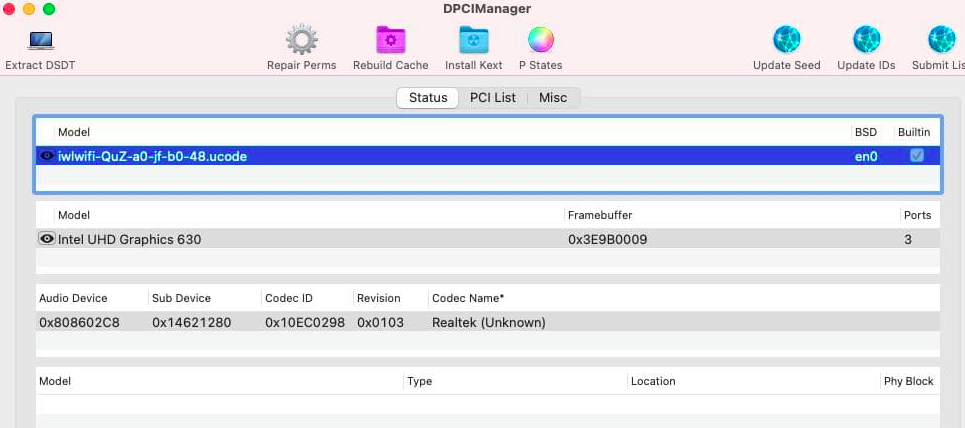 DPCIManager
Extract DSDT
Repair Perms
Rebuild Cache
Install Kext
P States
Update Seed
Update IDs
Submit Lis
Status PCI List Misc
Model BSD Builtin
iwlwifi-QuZ-a0-jf-b0-48.ucode en0
Model Framebuffer Ports
Intel UHD Graphics 630 0x3E9B0009 3
Audio Device Sub Device Codec ID Revision Codec Name*
0x808602C8 0x14621280 0x10EC0298 0x0103 Realtek (Unknown)
Model Type Location Phy Block